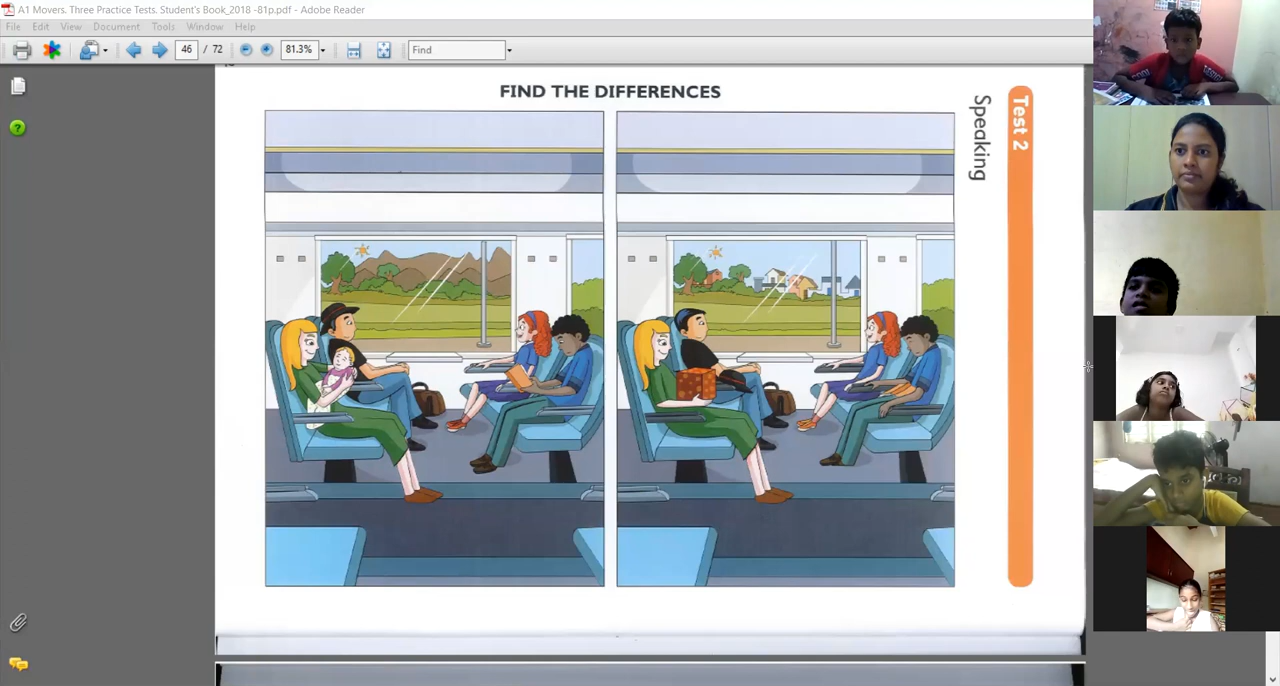 A1 Movers. Three Practice Tests. Student's Book_2018 -81p.pdf - Adobe Reader
File Edit View Document Tools Window Help
46 / 72 81.3% Find
FIND THE DIFFERENCES
Test 2
Speaking